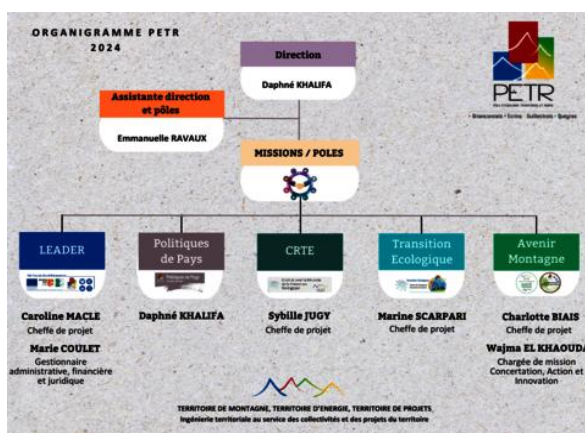 ORGANIGRAMME PETR
2024
Direction
Daphné KHALIFA
PETR
Assistante direction
et pôles
Emmanuelle RAVAUX
MISSIONS / POLES
LEADER
Caroline MACLE
Cheffe de projet
Marie COULET
Gestionnaire
administrative, financière
et juridique
Politiques
de Pays
Daphné KHALIFA
CRTE
Sybille JUGY
Cheffe de projet
Transition
Ecologique
Marine SCARPARI
Cheffe de projet
Avenir
Montagne
Charlotte BIAIS
Cheffe de projet
Wajma EL KHAOUDA
Chargée de mission
Concertation, Action et
Innovation
TERRITOIRE DE MONTAGNE, TERRITOIRE D'ENERGIE, TERRITOIRE DE PROJETS
Ingénierie territoriale au service des collectivités et des projets du territoire